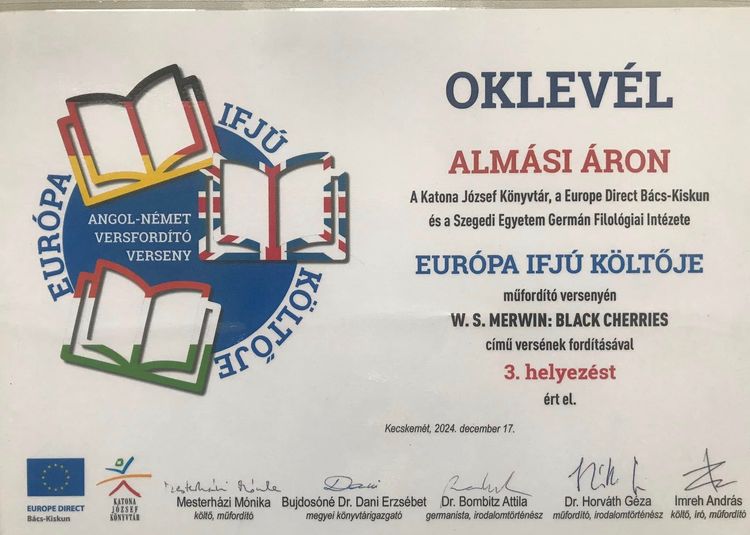 OKLEVÉL
ALMÁSI ÁRON
A Katona József Könyvtár, a Europe Direct Bács-Kiskun
és a Szegedi Egyetem Germán Filológiai Intézete
EURÓPA IFJÚ KÖLTŐJE
műfordító versenyén
W. S. MERWIN: BLACK CHERRIES
című versének fordításával
3. helyezést
ért el.
Kecskemét, 2024. december 17.
EURÓPA
IFJÚ
KÖLTŐJE
ANGOL-NÉMET
VERSFORDÍTÓ
VERSENY
EUROPE DIRECT
Bács-Kiskun
KATONA
JÓZSEF
KÖNYVTÁR
Mesterházi Mónika
Mesterházi Mónika
költő, műfordító
Dani
Bujdosóné Dr. Dani Erzsébet
megyei könyvtárigazgató
Dr. Bombitz Attila
germanista, irodalomtörténész
Dr. Horváth Géza
műfordító, irodalomtörténész
Imreh András
költő, író, műfordító